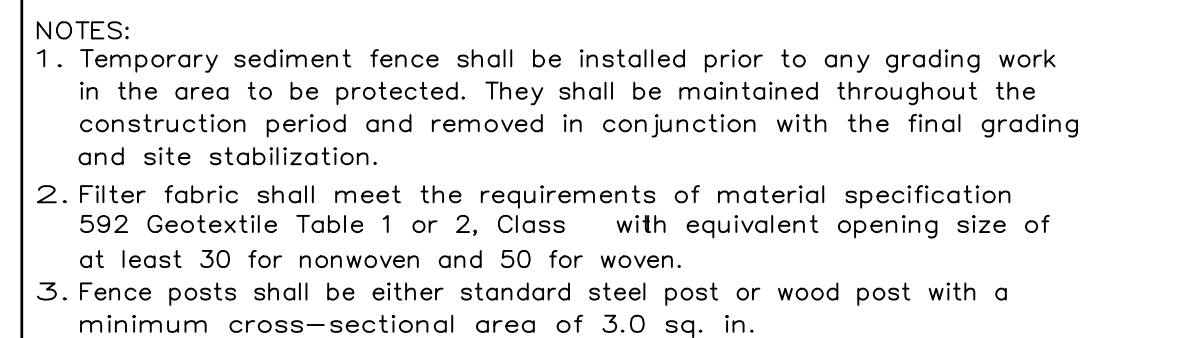 NOTES:
1. Temporary sediment fence shall be installed prior to any grading work
in the area to be protected. They shall be maintained throughout the
construction period and removed in conjunction with the final grading
and site stabilization.
2. Filter fabric shall meet the requirements of material specification
592 Geotextile Table 1 or 2, Class with equivalent opening size of
at least 30 for nonwoven and 50 for woven.
3. Fence posts shall be either standard steel post or wood post with a
minimum cross-sectional area of 3.0 sq. in.